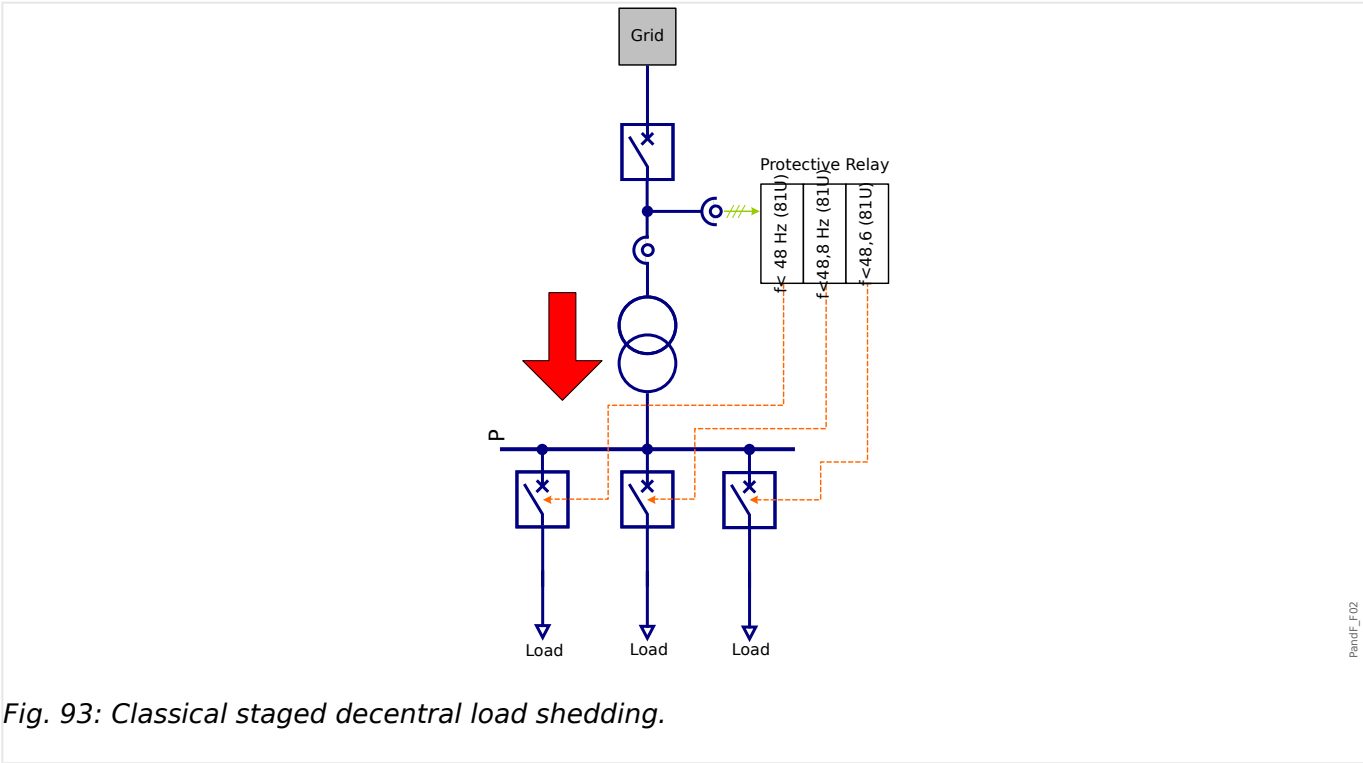 Grid
Protective Relay
f< 48 Hz (81U)
f<48,8 Hz (81U)
f<48,6 (81U)
P
Load
Load
Load
PandF_F02
Fig. 93: Classical staged decentral load shedding.